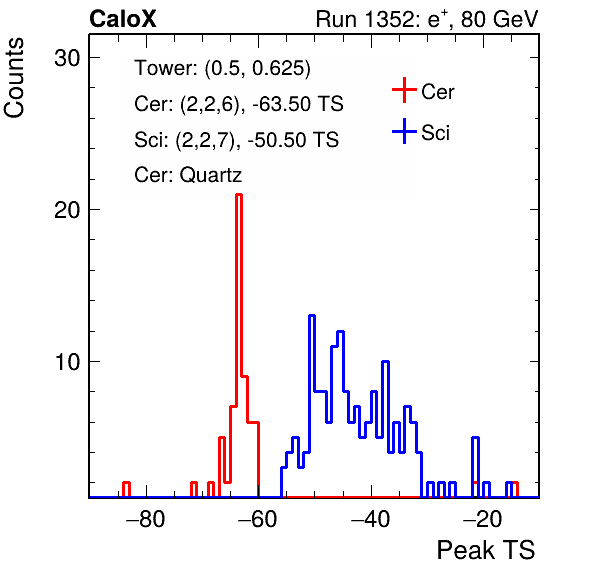 CaloX Run 1352: e⁺, 80 GeV
Counts
30
20
10
Tower: (0.5, 0.625)
Cer: (2,2,6), -63.50 TS
Sci: (2,2,7), -50.50 TS
Cer: Quartz
Cer
Sci
−80 −60 −40 −20
Peak TS